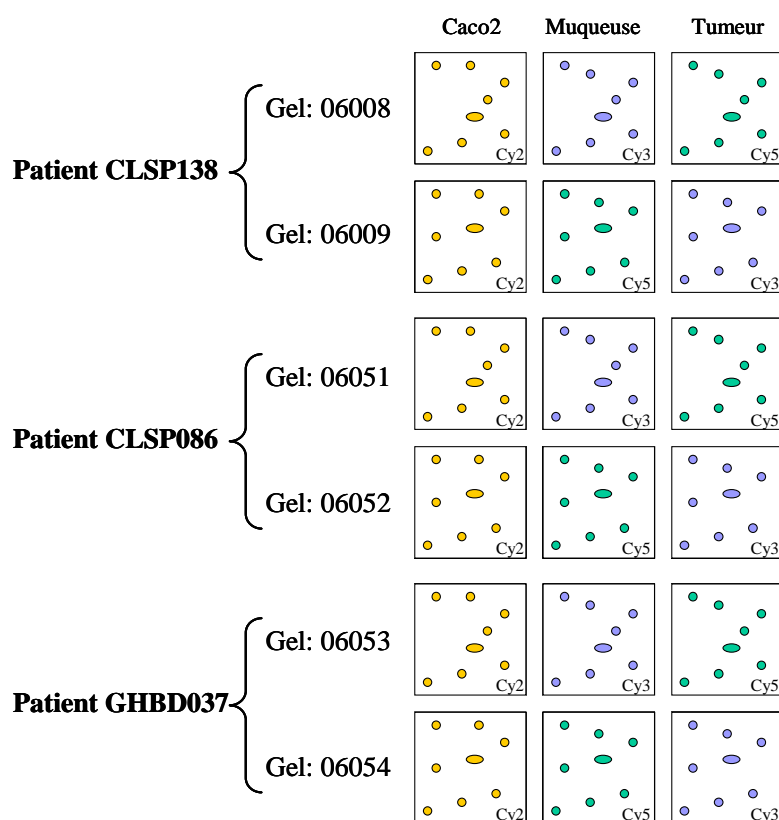 Caco2 Muqueuse Tumeur
Gel: 06008
Cy2 Cy3 Cy5
Patient CLSP138
Gel: 06009
Cy2 Cy5 Cy3
Gel: 06051
Cy2 Cy3 Cy5
Patient CLSP086
Gel: 06052
Cy2 Cy5 Cy3
Gel: 06053
Cy2 Cy3 Cy5
Patient GHBD037
Gel: 06054
Cy2 Cy5 Cy3